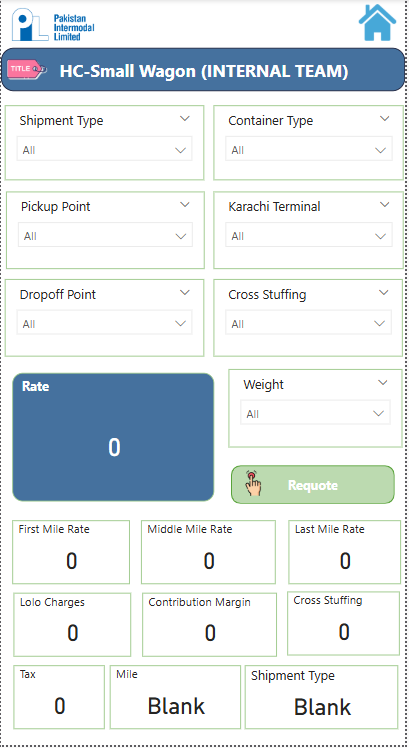 Pakistan
Intermodal
Limited
TITLE
HC-Small Wagon (INTERNAL TEAM)
Shipment Type
All
Container Type
All
Pickup Point
All
Karachi Terminal
All
Dropoff Point
All
Cross Stuffing
All
Rate
0
Weight
All
Requote
First Mile Rate
0
Middle Mile Rate
0
Last Mile Rate
0
Lolo Charges
0
Contribution Margin
0
Cross Stuffing
0
Tax
0
Mile
Blank
Shipment Type
Blank